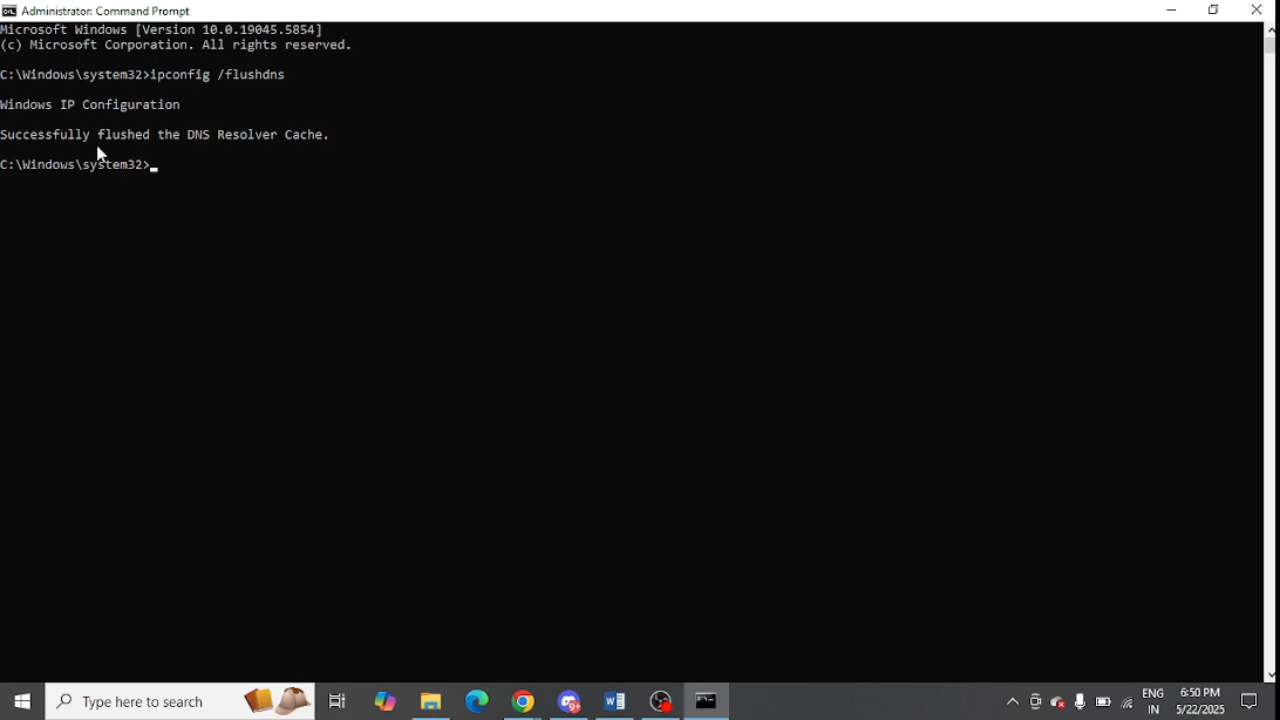 Administrator: Command Prompt
Microsoft Windows [Version 10.0.19045.5854]
(c) Microsoft Corporation. All rights reserved.
C:\Windows\system32>ipconfig /flushdns
Windows IP Configuration
Successfully flushed the DNS Resolver Cache.
C:\Windows\system32>
Type here to search
ENG
IN
6:50 PM
5/22/2025